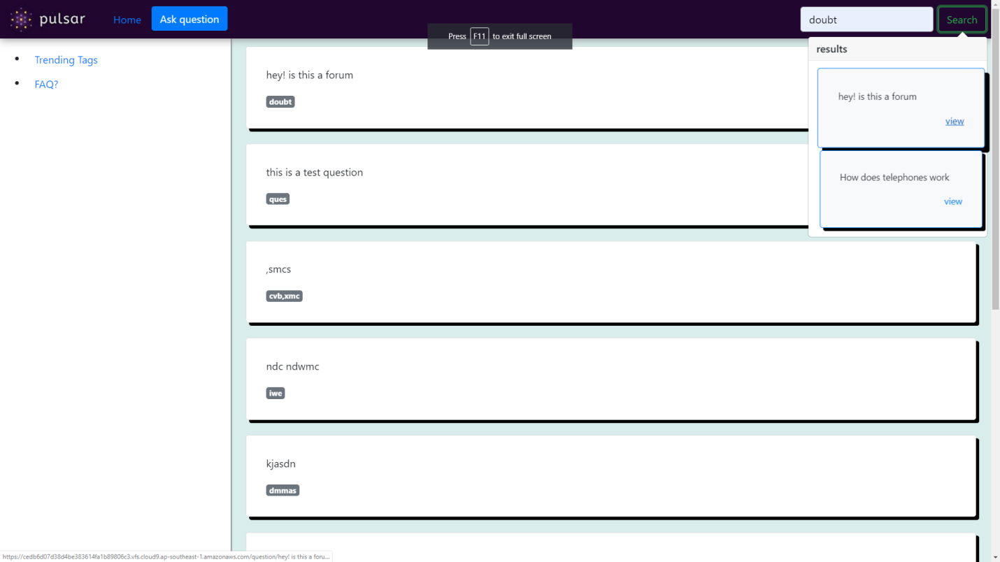 pulsar
Home
Ask question
doubt
Search
Press F11 to exit full screen
results
hey! is this a forum
view
How does telephones work
view
Trending Tags
FAQ?
hey! is this a forum
doubt
this is a test question
ques
,smcs
cvb,xmc
ndc ndwmc
iwe
kjasdn
dmmas
https://cedb6d07d38d4be383614fa1b89806c3.vfs.cloud9.ap-southeast-1.amazonaws.com/question/hey! is this a foru...